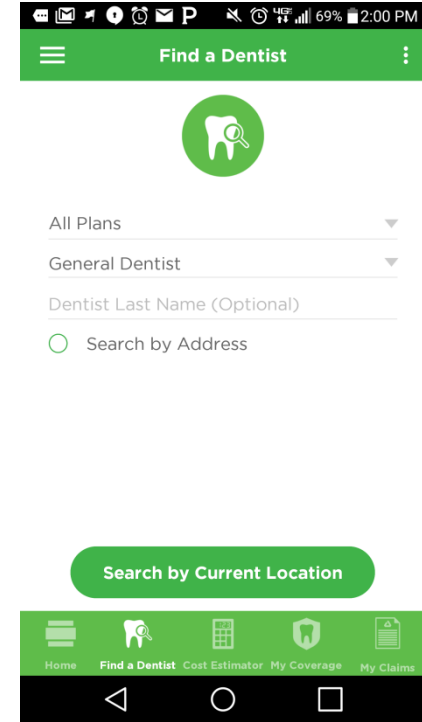 69% 2:00 PM
Find a Dentist
All Plans
General Dentist
Dentist Last Name (Optional)
Search by Address
Search by Current Location
Home Find a Dentist Cost Estimator My Coverage My Claims